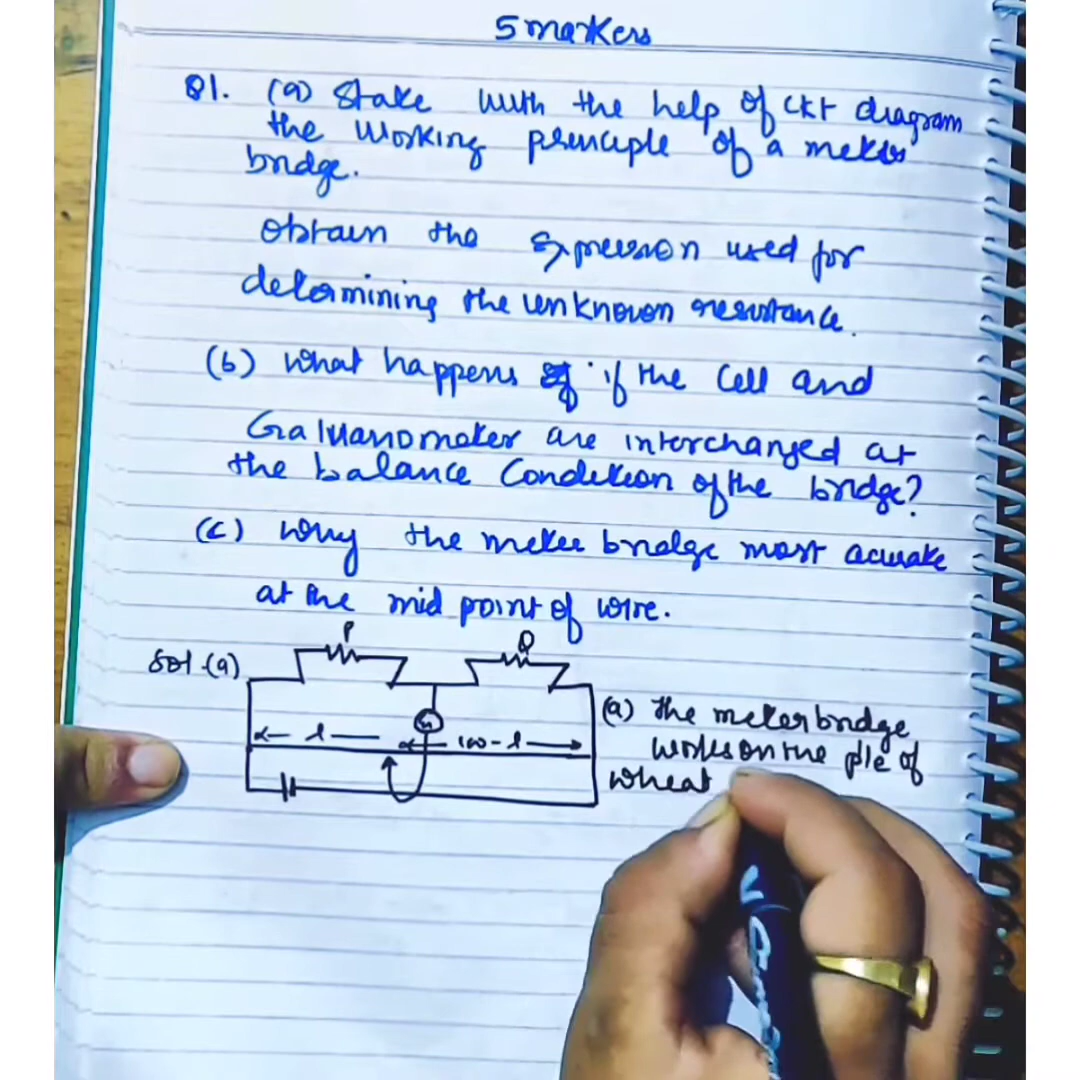 5 markers
Q1. (a) State with the help of ckt diagram
the working principle of a meter
bridge.
obtain the expression used for
determining the unknown resistance.
(b) What happens if the Cell and
Galvanometer are interchanged at
the balance Condition of the bridge?
(c) why the meter bridge most acurate
at the mid point of wire.
Sol.(a)
P
Q
G
l
100-l
(a) The meter bridge
works on the ple of
wheat